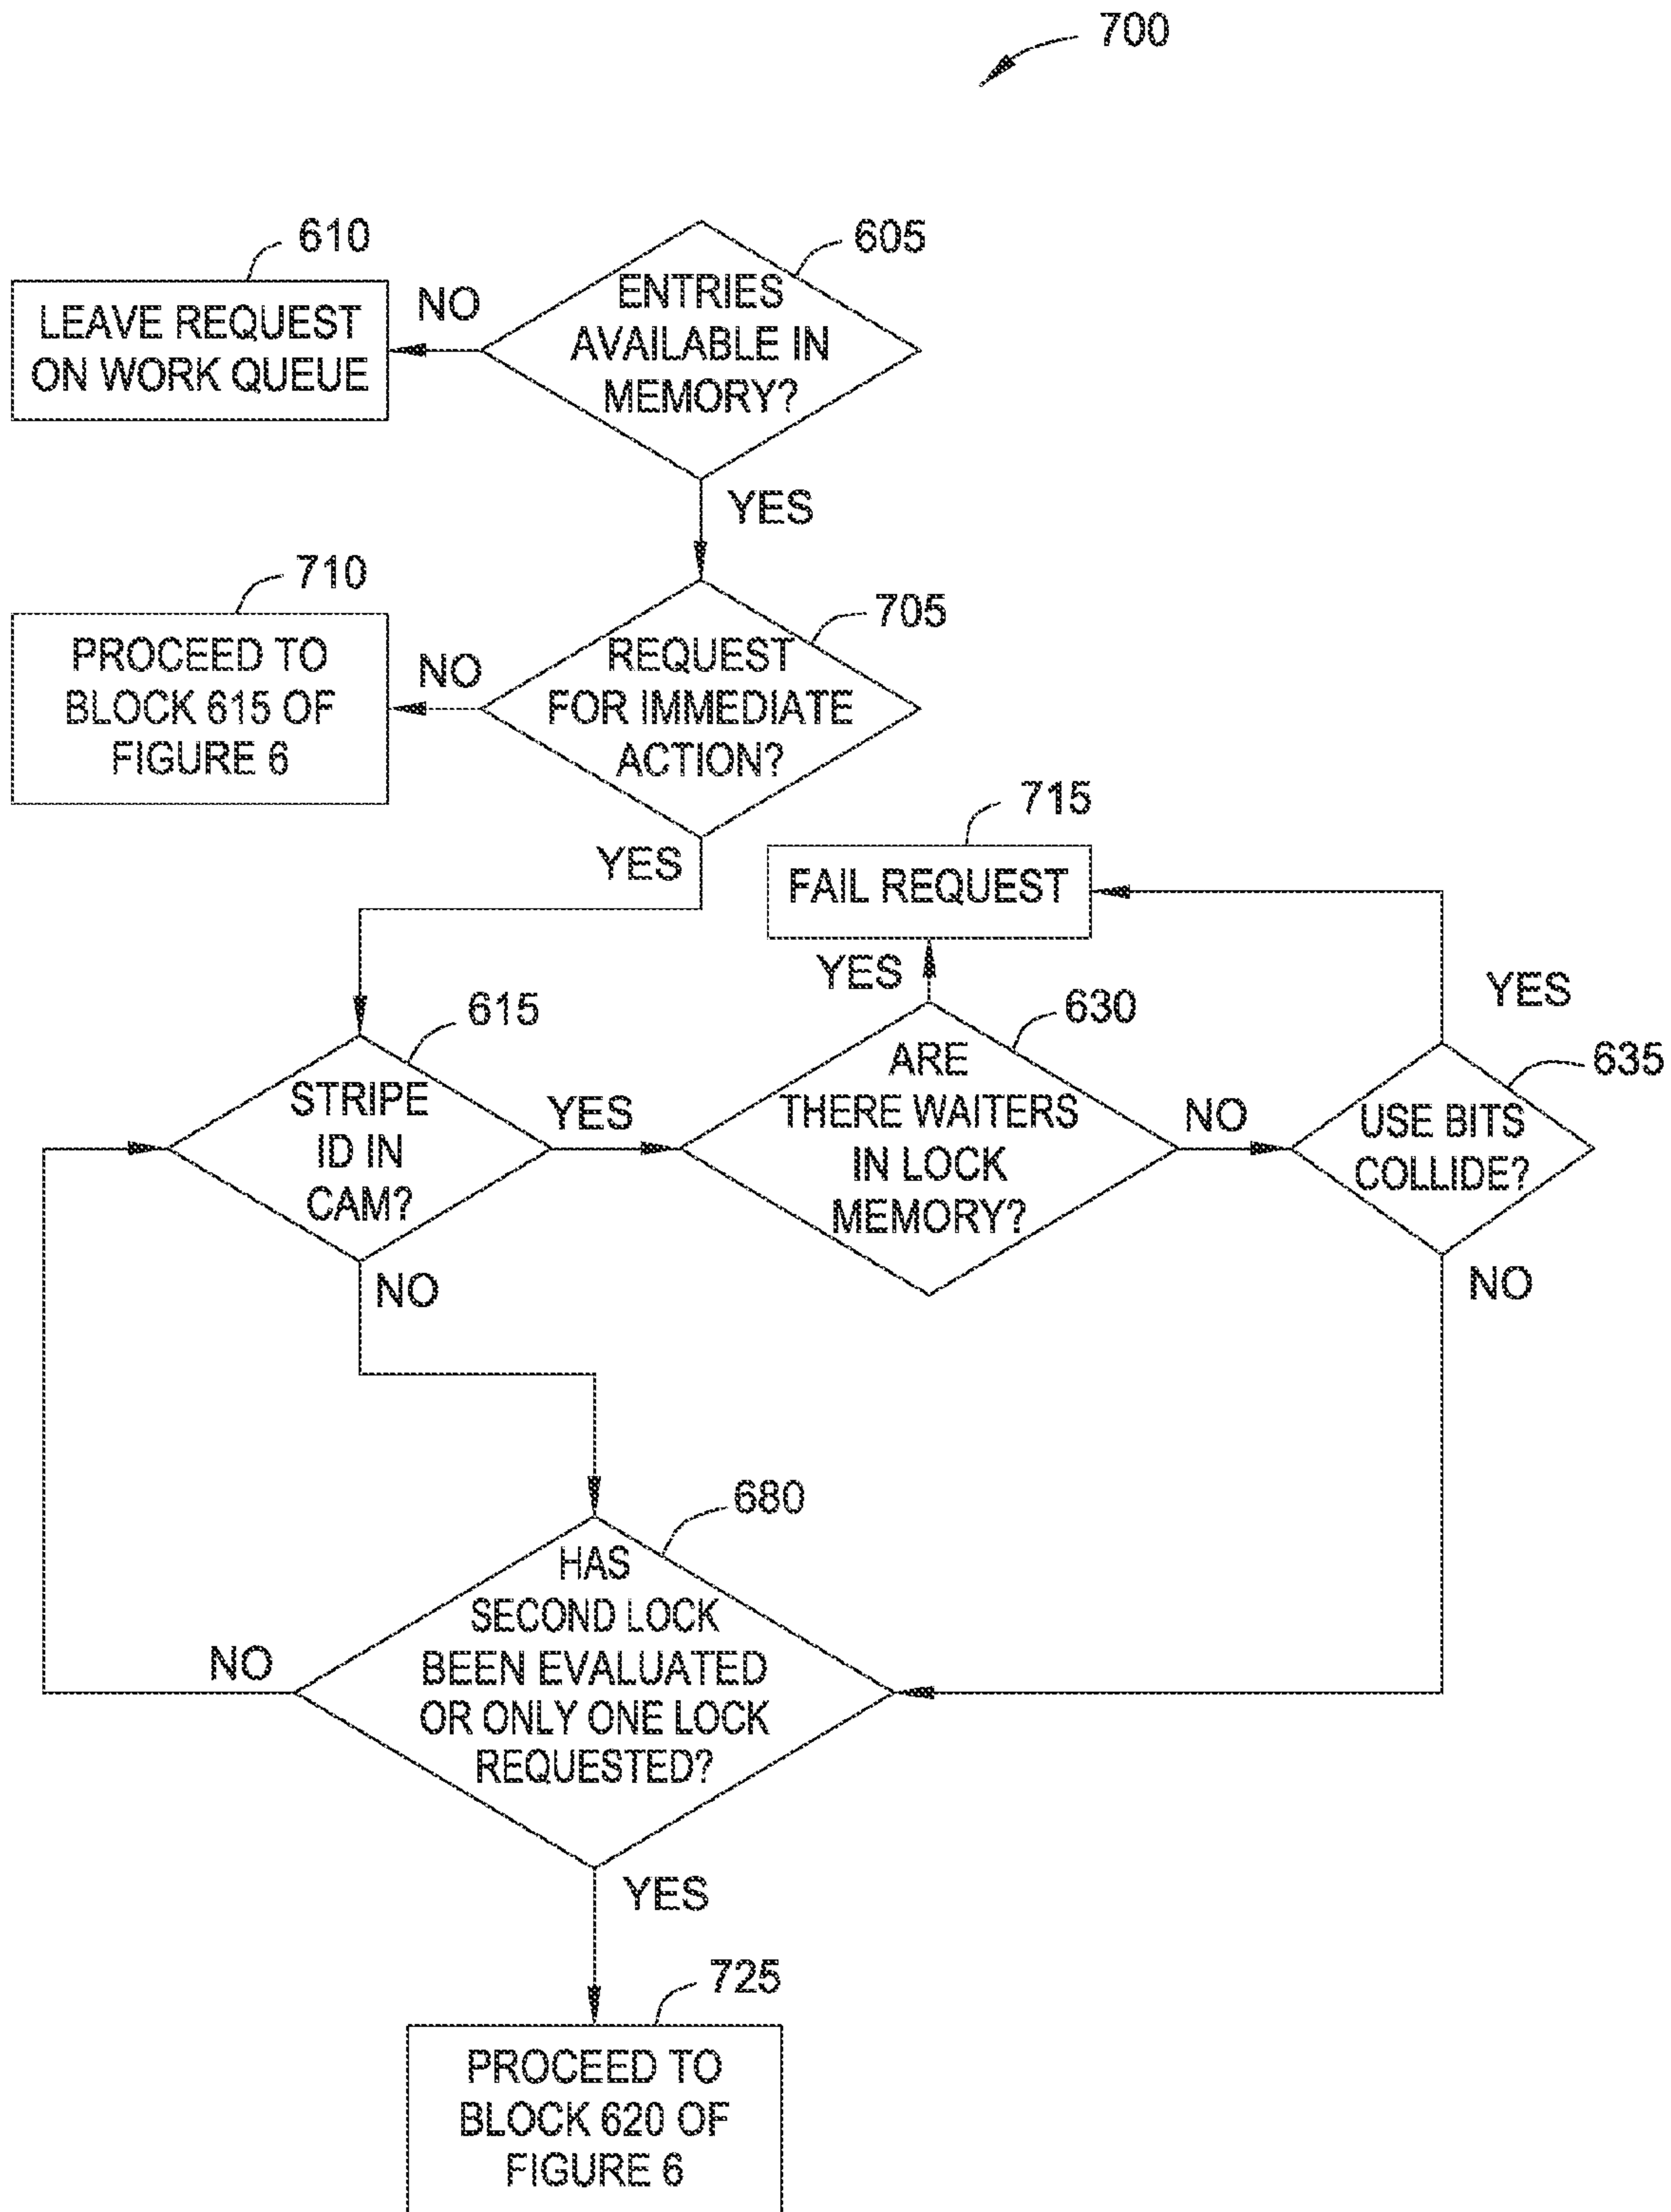 700
610
605
LEAVE REQUEST
ON WORK QUEUE
NO
ENTRIES
AVAILABLE IN
MEMORY?
YES
710
705
PROCEED TO
BLOCK 615 OF
FIGURE 6
NO
REQUEST
FOR IMMEDIATE
ACTION?
YES
715
FAIL REQUEST
YES
YES
615
630
635
STRIPE
ID IN
CAM?
YES
ARE
THERE WAITERS
IN LOCK
MEMORY?
NO
USE BITS
COLLIDE?
NO
NO
680
HAS
SECOND LOCK
BEEN EVALUATED
OR ONLY ONE LOCK
REQUESTED?
NO
YES
725
PROCEED TO
BLOCK 620 OF
FIGURE 6